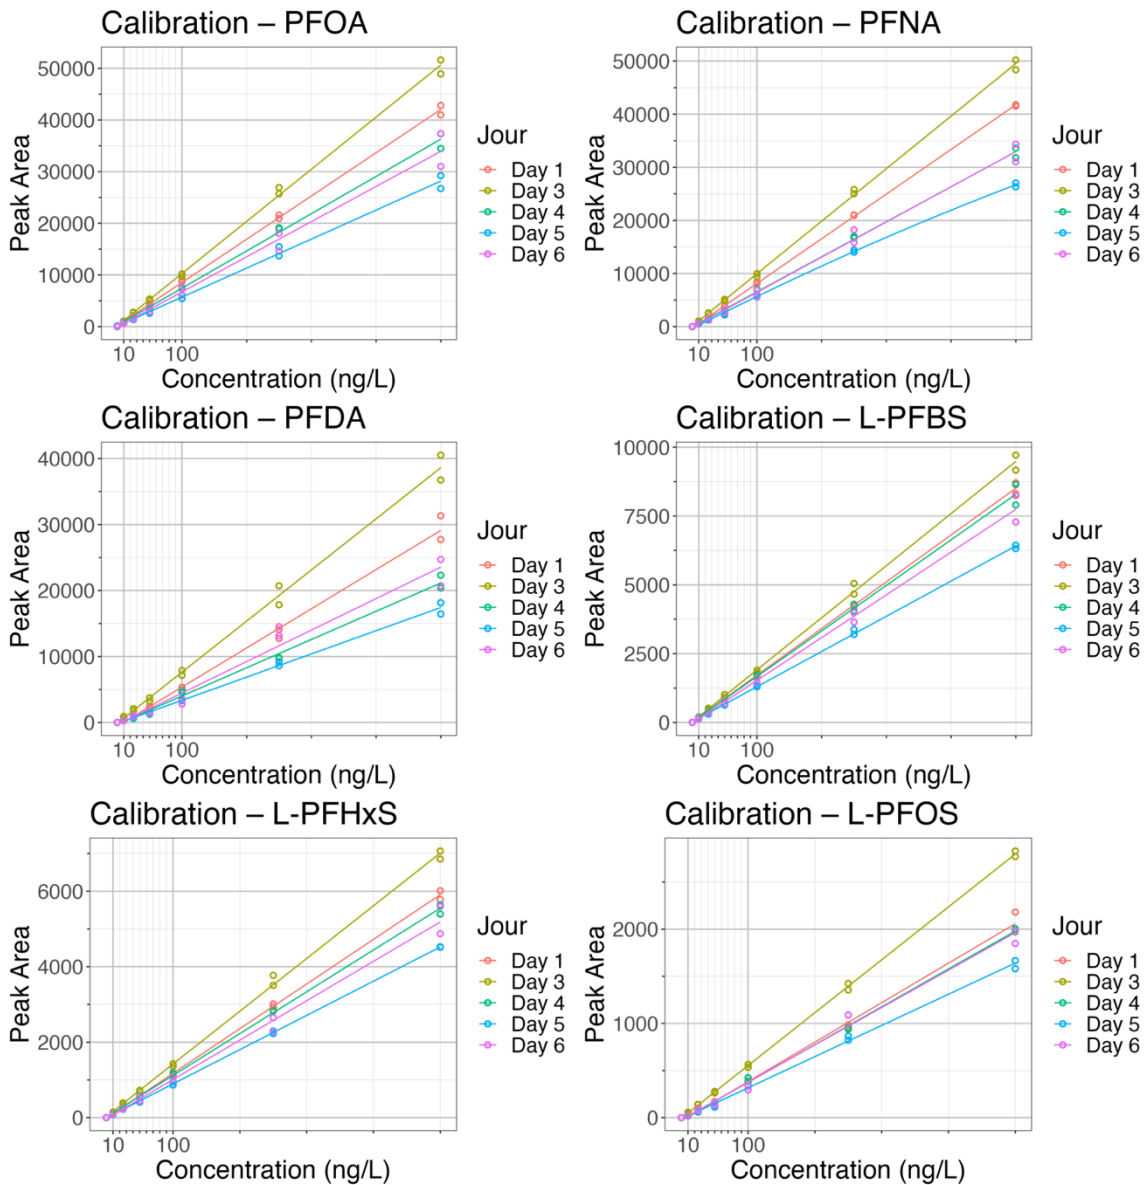 Calibration – PFOA
Peak Area
50000
40000
30000
20000
10000
0
10 100
Concentration (ng/L)
Jour
Day 1
Day 3
Day 4
Day 5
Day 6
Calibration – PFNA
Peak Area
50000
40000
30000
20000
10000
0
10 100
Concentration (ng/L)
Jour
Day 1
Day 3
Day 4
Day 5
Day 6
Calibration – PFDA
Peak Area
40000
30000
20000
10000
0
10 100
Concentration (ng/L)
Jour
Day 1
Day 3
Day 4
Day 5
Day 6
Calibration – L-PFBS
Peak Area
10000
7500
5000
2500
0
10 100
Concentration (ng/L)
Jour
Day 1
Day 3
Day 4
Day 5
Day 6
Calibration – L-PFHxS
Peak Area
6000
4000
2000
0
10 100
Concentration (ng/L)
Jour
Day 1
Day 3
Day 4
Day 5
Day 6
Calibration – L-PFOS
Peak Area
2000
1000
0
10 100
Concentration (ng/L)
Jour
Day 1
Day 3
Day 4
Day 5
Day 6